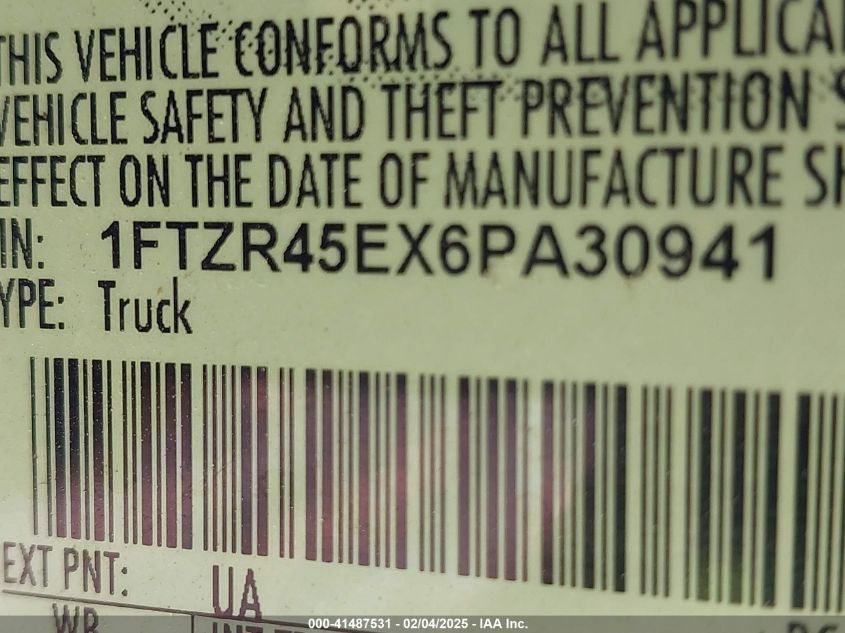 THIS VEHICLE CONFORMS TO ALL APPLICA
VEHICLE SAFETY AND THEFT PREVENTION S
EFFECT ON THE DATE OF MANUFACTURE SH
IN: 1FTZR45EX6PA30941
YPE: Truck
EXT PNT: UA
WB
000-41487531 - 02/04/2025 - IAA Inc.